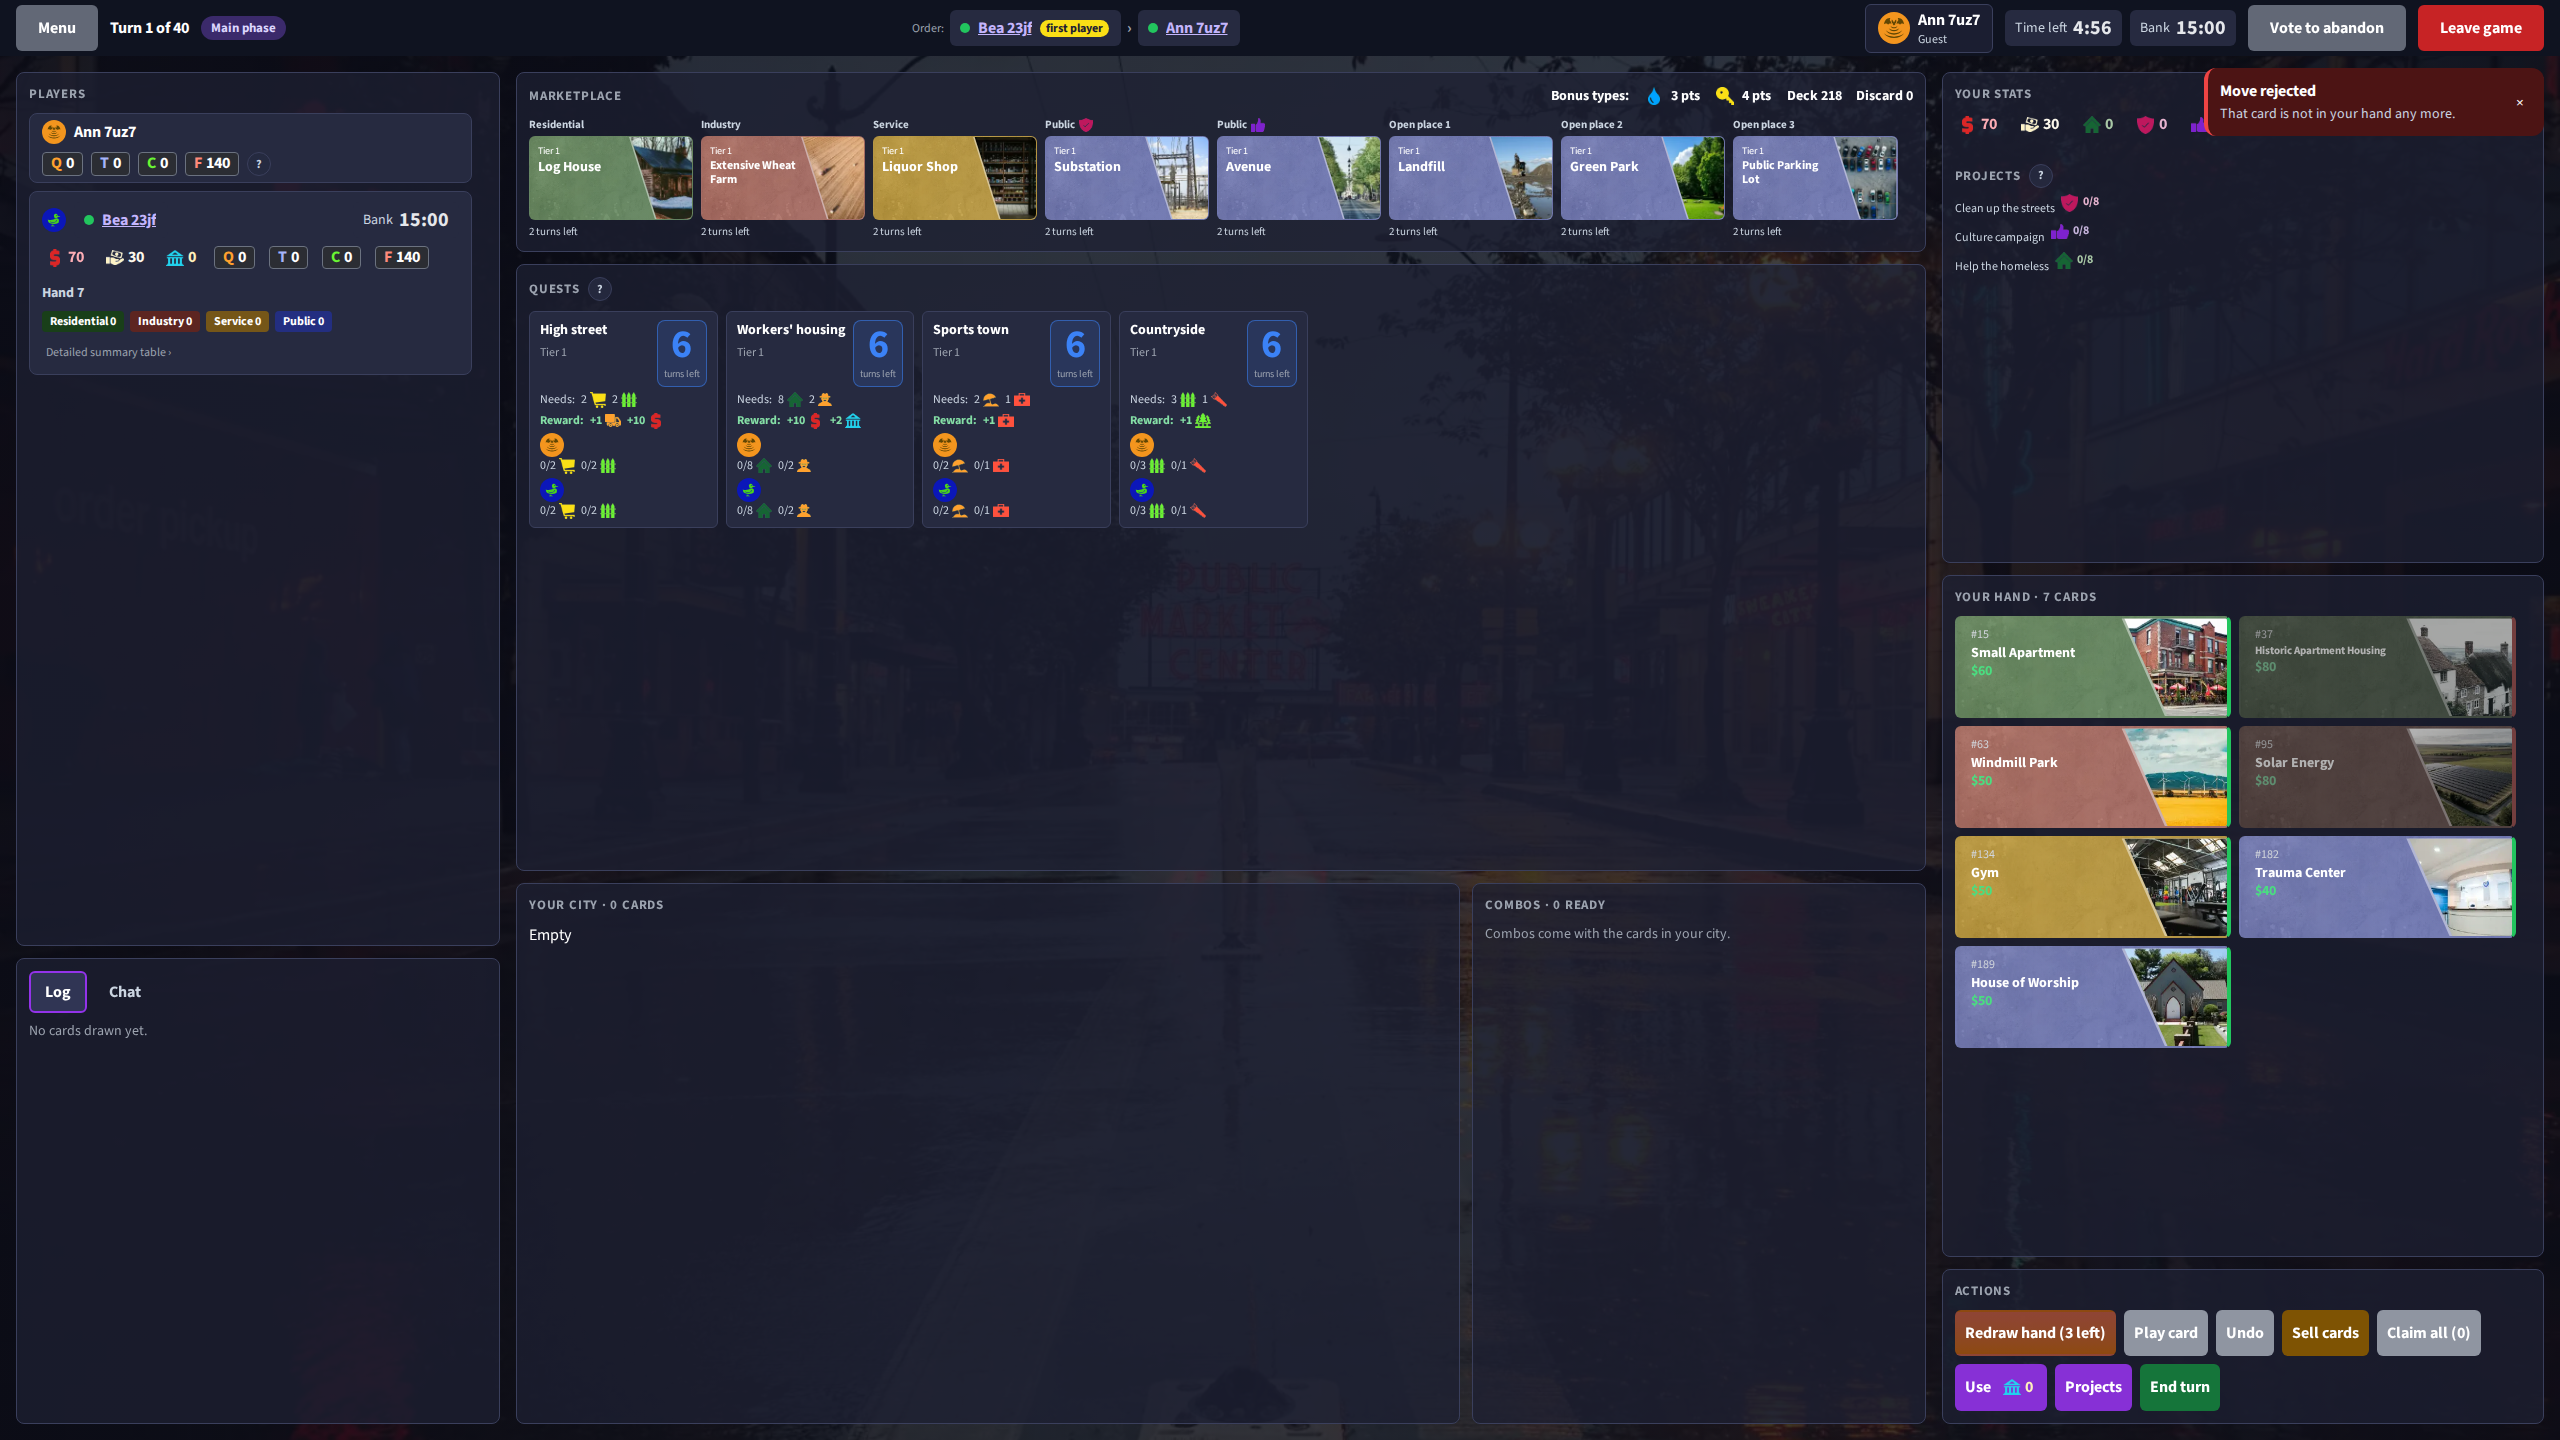 Menu
Turn 1 of 40
Main phase
Order:
Bea 23jf
first player
›
Ann 7uz7
Ann 7uz7
Guest
Time left 4:56
Bank 15:00
Vote to abandon
Leave game
PLAYERS
Ann 7uz7
Q 0
T 0
C 0
F 140
?
Bea 23jf
Bank 15:00
70
30
0
Q 0
T 0
C 0
F 140
Hand 7
Residential 0
Industry 0
Service 0
Public 0
Detailed summary table ›
Log
Chat
No cards drawn yet.
MARKETPLACE
Bonus types:
3 pts
4 pts
Deck 218
Discard 0
Residential
Tier 1
Log House
2 turns left
Industry
Tier 1
Extensive Wheat
Farm
2 turns left
Service
Tier 1
Liquor Shop
2 turns left
Public
Tier 1
Substation
2 turns left
Public
Tier 1
Avenue
2 turns left
Open place 1
Tier 1
Landfill
2 turns left
Open place 2
Tier 1
Green Park
2 turns left
Open place 3
Tier 1
Public Parking
Lot
2 turns left
QUESTS
?
High street
Tier 1
6
turns left
Needs: 2 2
Reward: +1 +10
0/2 0/2
0/2 0/2
Workers' housing
Tier 1
6
turns left
Needs: 8 2
Reward: +10 +2
0/8 0/2
0/8 0/2
Sports town
Tier 1
6
turns left
Needs: 2 1
Reward: +1
0/2 0/1
0/2 0/1
Countryside
Tier 1
6
turns left
Needs: 3 1
Reward: +1
0/3 0/1
0/3 0/1
PUBLIC
MARKET
CENTER
YOUR CITY · 0 CARDS
Empty
COMBOS · 0 READY
Combos come with the cards in your city.
YOUR STATS
70
30
0
0
Move rejected
That card is not in your hand any more.
×
PROJECTS
?
Clean up the streets 0/8
Culture campaign 0/8
Help the homeless 0/8
YOUR HAND · 7 CARDS
#15
Small Apartment
$60
#37
Historic Apartment Housing
$80
#63
Windmill Park
$50
#95
Solar Energy
$80
#134
Gym
$50
#182
Trauma Center
$40
#189
House of Worship
$50
ACTIONS
Redraw hand (3 left)
Play card
Undo
Sell cards
Claim all (0)
Use 0
Projects
End turn